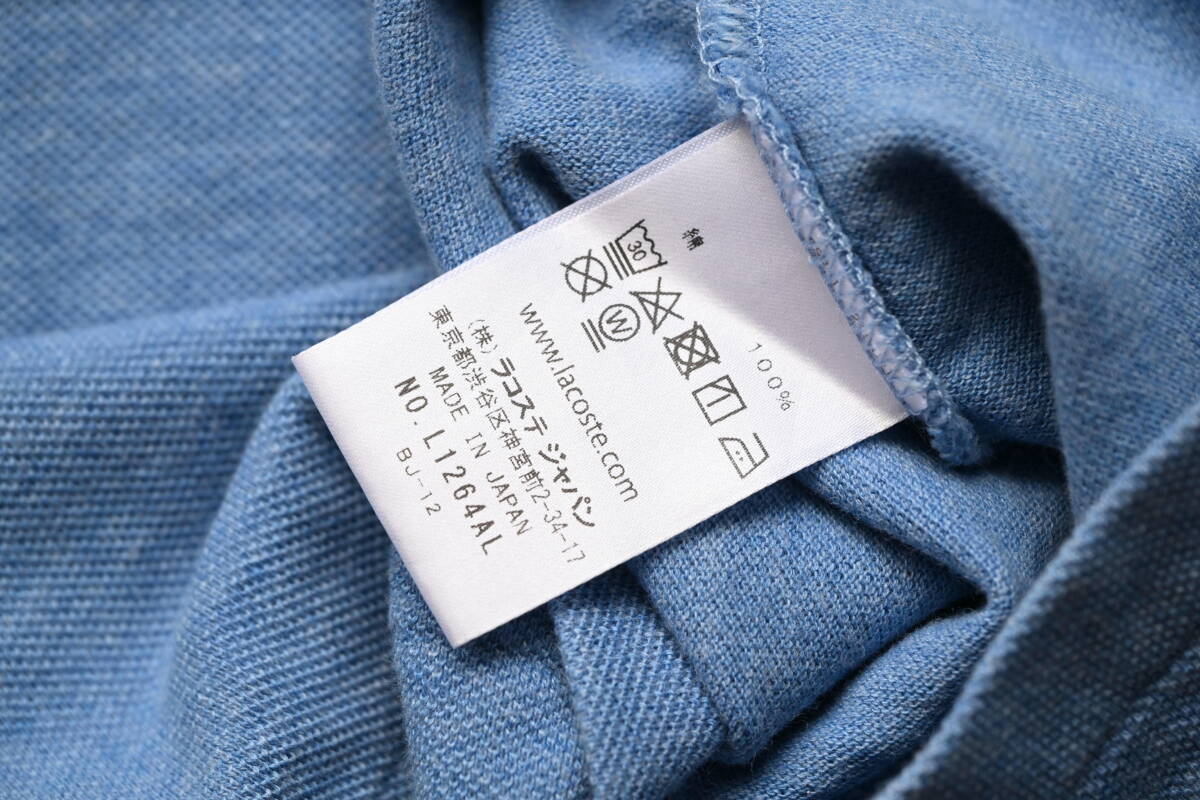 綿 100%
30
W
www.lacoste.com
(株)ラコステ ジャパン
東京都渋谷区神宮前2-34-17
MADE IN JAPAN
NO. L1264AL
BJ-12